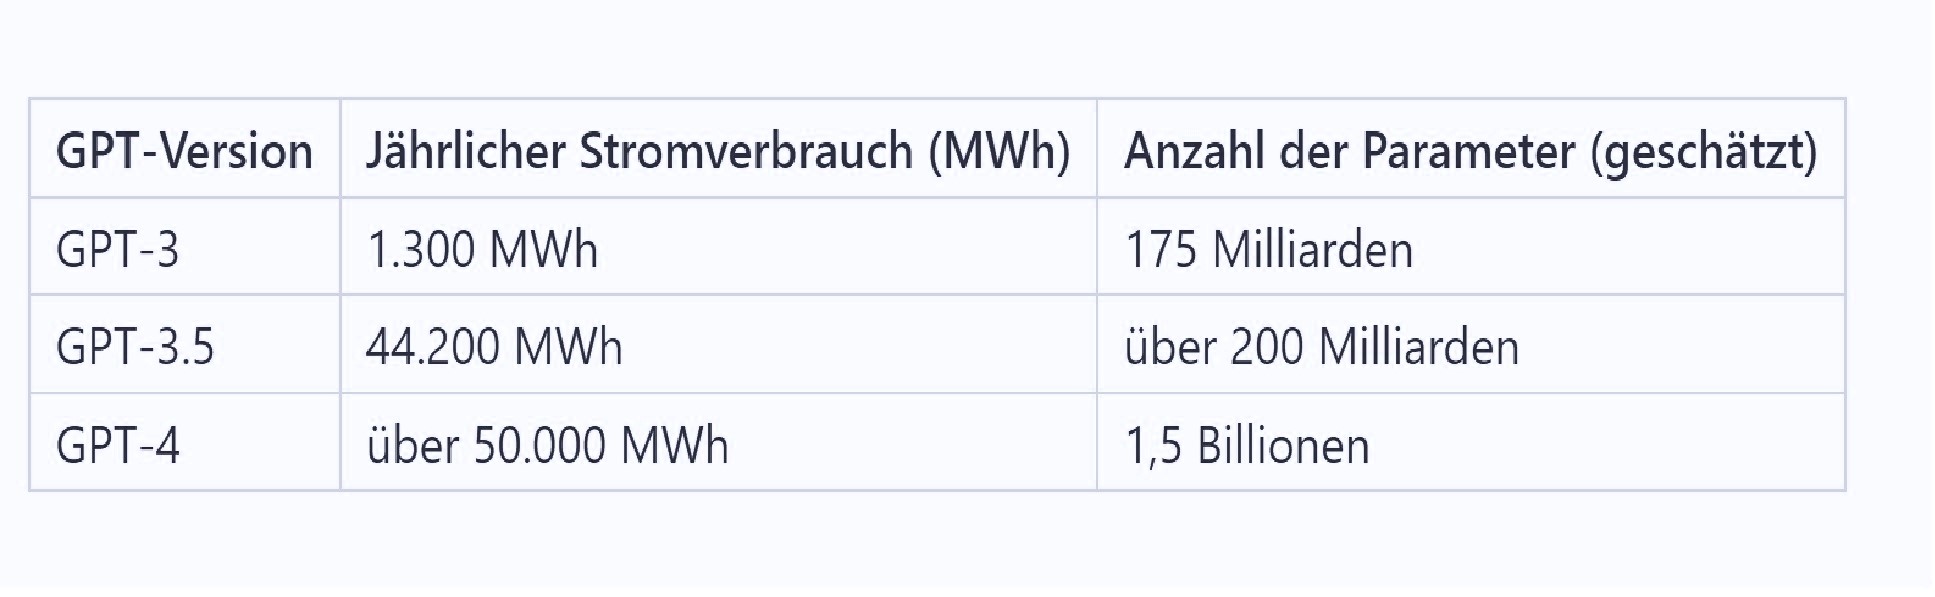 GPT-Version Jährlicher Stromverbrauch (MWh) Anzahl der Parameter (geschätzt)
GPT-3 1.300 MWh 175 Milliarden
GPT-3.5 44.200 MWh über 200 Milliarden
GPT-4 über 50.000 MWh 1,5 Billionen